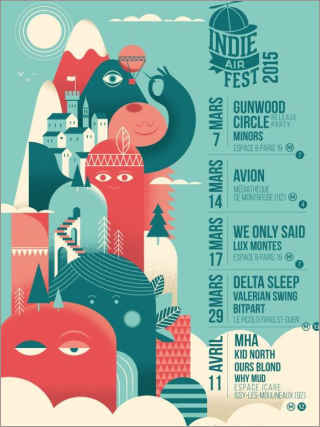 INDIE
AIR
FEST
2015
7 MARS
GUNWOOD
CIRCLE RELEASE PARTY
MINORS
ESPACE B PARIS 19 M 7
14 MARS
AVION
MÉDIATHÈQUE
DE MONTROUGE (92) M 4
17 MARS
WE ONLY SAID
LUX MONTES
ESPACE B PARIS 19 M 7
29 MARS
DELTA SLEEP
VALERIAN SWING
BITPART
LE PICOLO PARIS ST-OUEN M 13
11 AVRIL
MHA
KID NORTH
OURS BLOND
WHY MUD
ESPACE ICARE
ISSY-LES-MOULINEAUX (92)
M 12